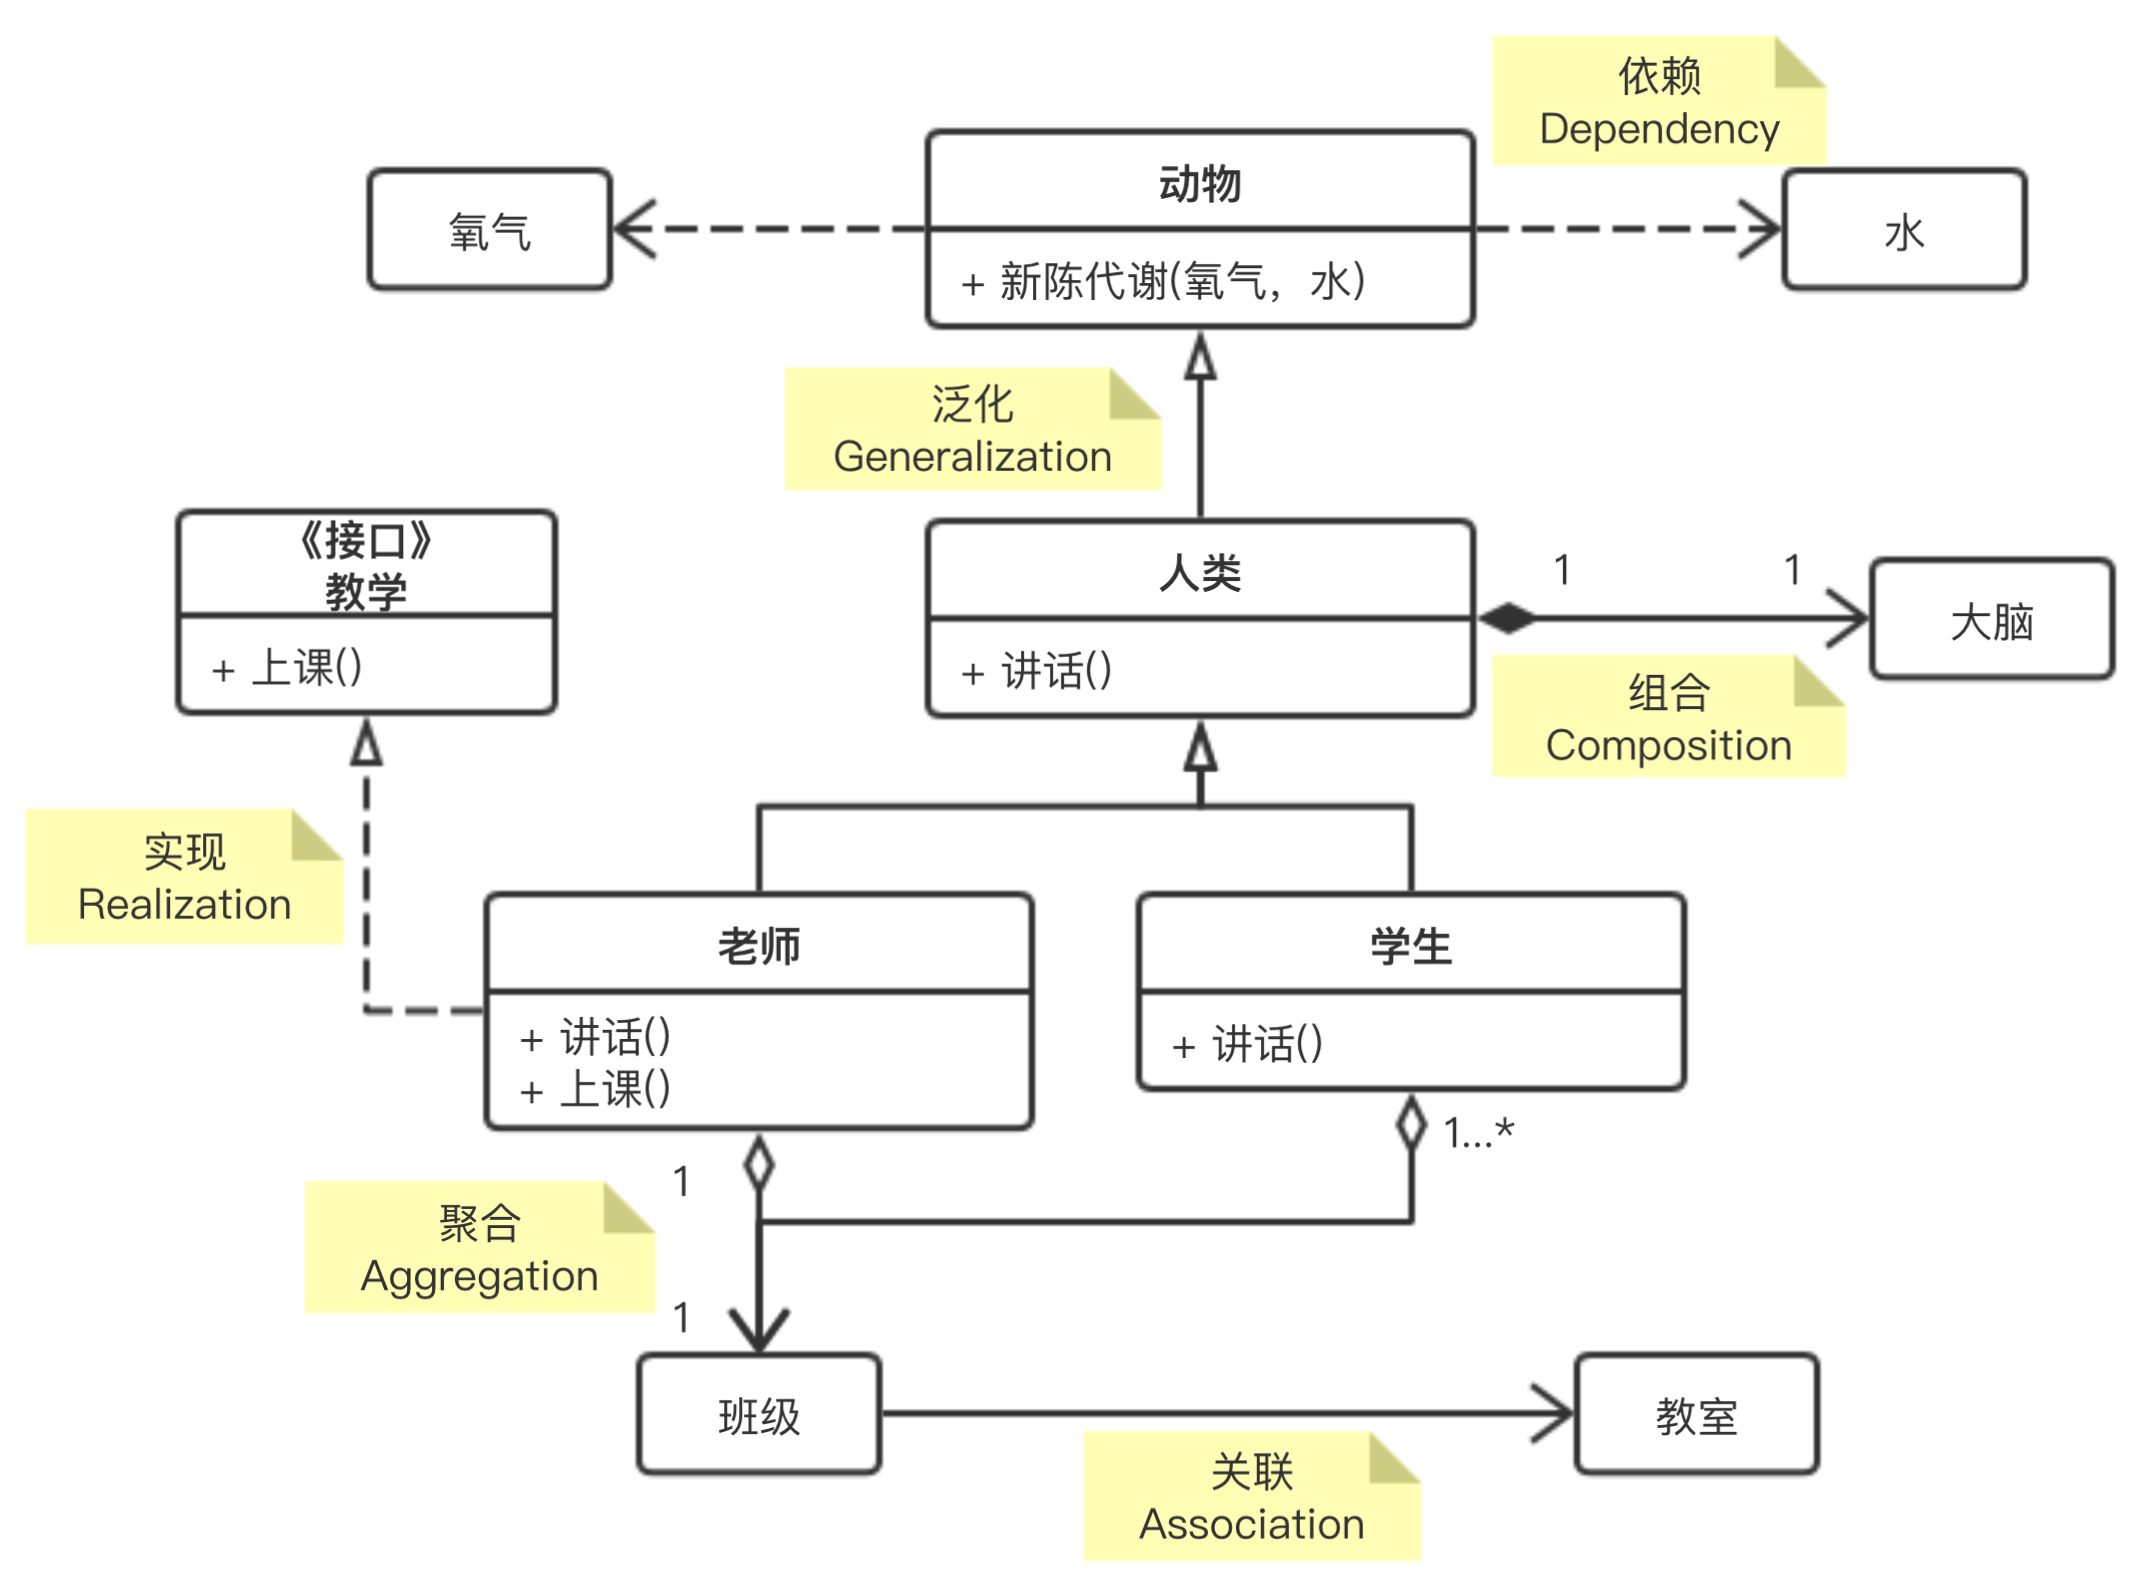 依赖
Dependency
氧气
动物
+ 新陈代谢(氧气，水)
水
泛化
Generalization
《接口》
教学
+ 上课()
人类
+ 讲话()
1
1
大脑
组合
Composition
实现
Realization
老师
+ 讲话()
+ 上课()
学生
+ 讲话()
1...*
1
聚合
Aggregation
1
班级
教室
关联
Association